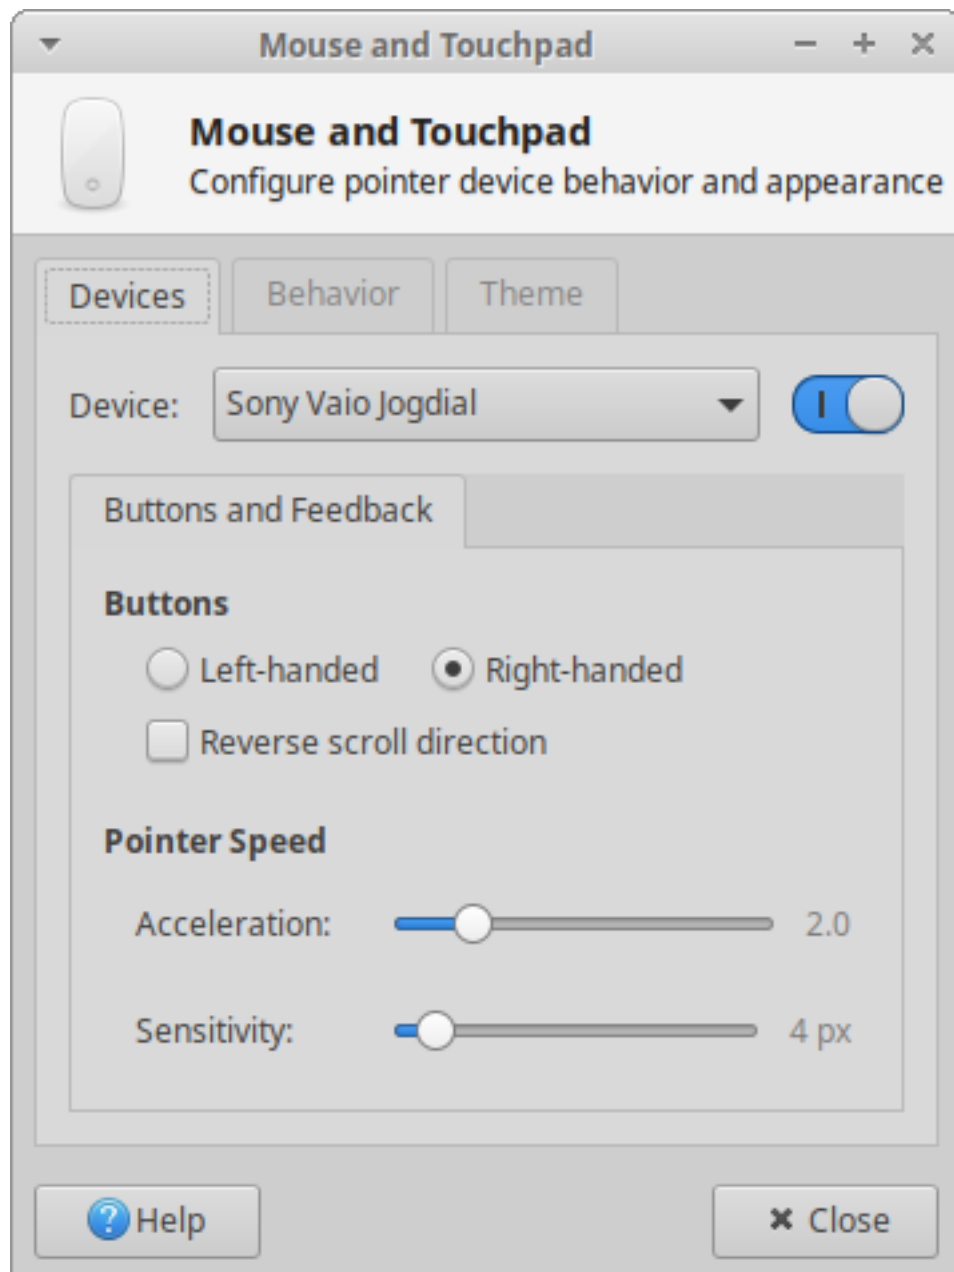 Mouse and Touchpad
Mouse and Touchpad
Configure pointer device behavior and appearance
Devices Behavior Theme
Device: Sony Vaio Jogdial
Buttons and Feedback
Buttons
Left-handed Right-handed
Reverse scroll direction
Pointer Speed
Acceleration: 2.0
Sensitivity: 4 px
Help Close